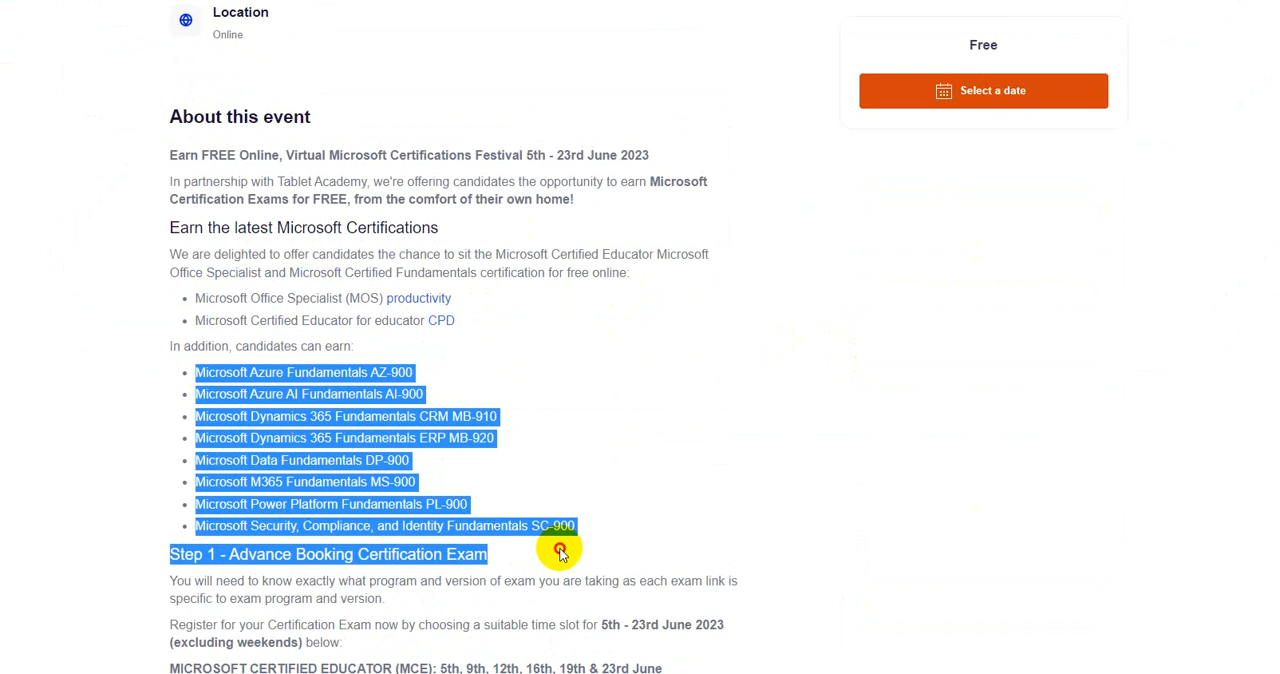 Location
Online
Free
Select a date
About this event
Earn FREE Online, Virtual Microsoft Certifications Festival 5th - 23rd June 2023
In partnership with Tablet Academy, we're offering candidates the opportunity to earn Microsoft
Certification Exams for FREE, from the comfort of their own home!
Earn the latest Microsoft Certifications
We are delighted to offer candidates the chance to sit the Microsoft Certified Educator Microsoft
Office Specialist and Microsoft Certified Fundamentals certification for free online:
• Microsoft Office Specialist (MOS) productivity
• Microsoft Certified Educator for educator CPD
In addition, candidates can earn:
• Microsoft Azure Fundamentals AZ-900
• Microsoft Azure AI Fundamentals AI-900
• Microsoft Dynamics 365 Fundamentals CRM MB-910
• Microsoft Dynamics 365 Fundamentals ERP MB-920
• Microsoft Data Fundamentals DP-900
• Microsoft M365 Fundamentals MS-900
• Microsoft Power Platform Fundamentals PL-900
• Microsoft Security, Compliance, and Identity Fundamentals SC-900
Step 1 - Advance Booking Certification Exam
You will need to know exactly what program and version of exam you are taking as each exam link is
specific to exam program and version.
Register for your Certification Exam now by choosing a suitable time slot for 5th - 23rd June 2023
(excluding weekends) below:
MICROSOFT CERTIFIED EDUCATOR (MCE): 5th, 9th, 12th, 16th, 19th & 23rd June